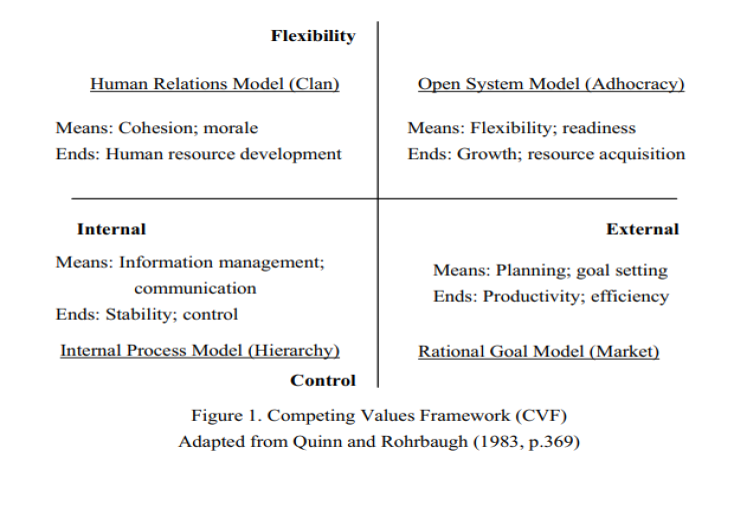 Flexibility
Human Relations Model (Clan)
Means: Cohesion; morale
Ends: Human resource development
Open System Model (Adhocracy)
Means: Flexibility; readiness
Ends: Growth; resource acquisition
Internal
Means: Information management;
communication
Ends: Stability; control
Internal Process Model (Hierarchy)
External
Means: Planning; goal setting
Ends: Productivity; efficiency
Rational Goal Model (Market)
Control
Figure 1. Competing Values Framework (CVF)
Adapted from Quinn and Rohrbaugh (1983, p.369)